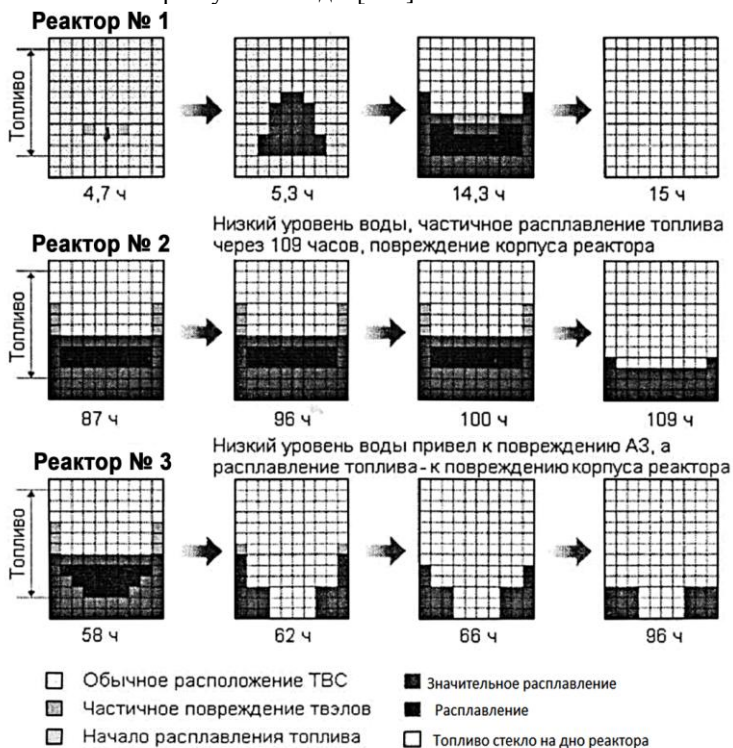 Реактор № 1
Топливо
4,7 ч
5,3 ч
14,3 ч
15 ч
Низкий уровень воды, частичное расплавление топлива
Реактор № 2
через 109 часов, повреждение корпуса реактора
Топливо
87 ч
96 ч
100 ч
109 ч
Низкий уровень воды привел к повреждению АЗ, а
Реактор № 3
расплавление топлива - к повреждению корпуса реактора
Топливо
58 ч
62 ч
66 ч
96 ч
Обычное расположение ТВС
Частичное повреждение твэлов
Начало расплавления топлива
Значительное расплавление
Расплавление
Топливо стекло на дно реактора